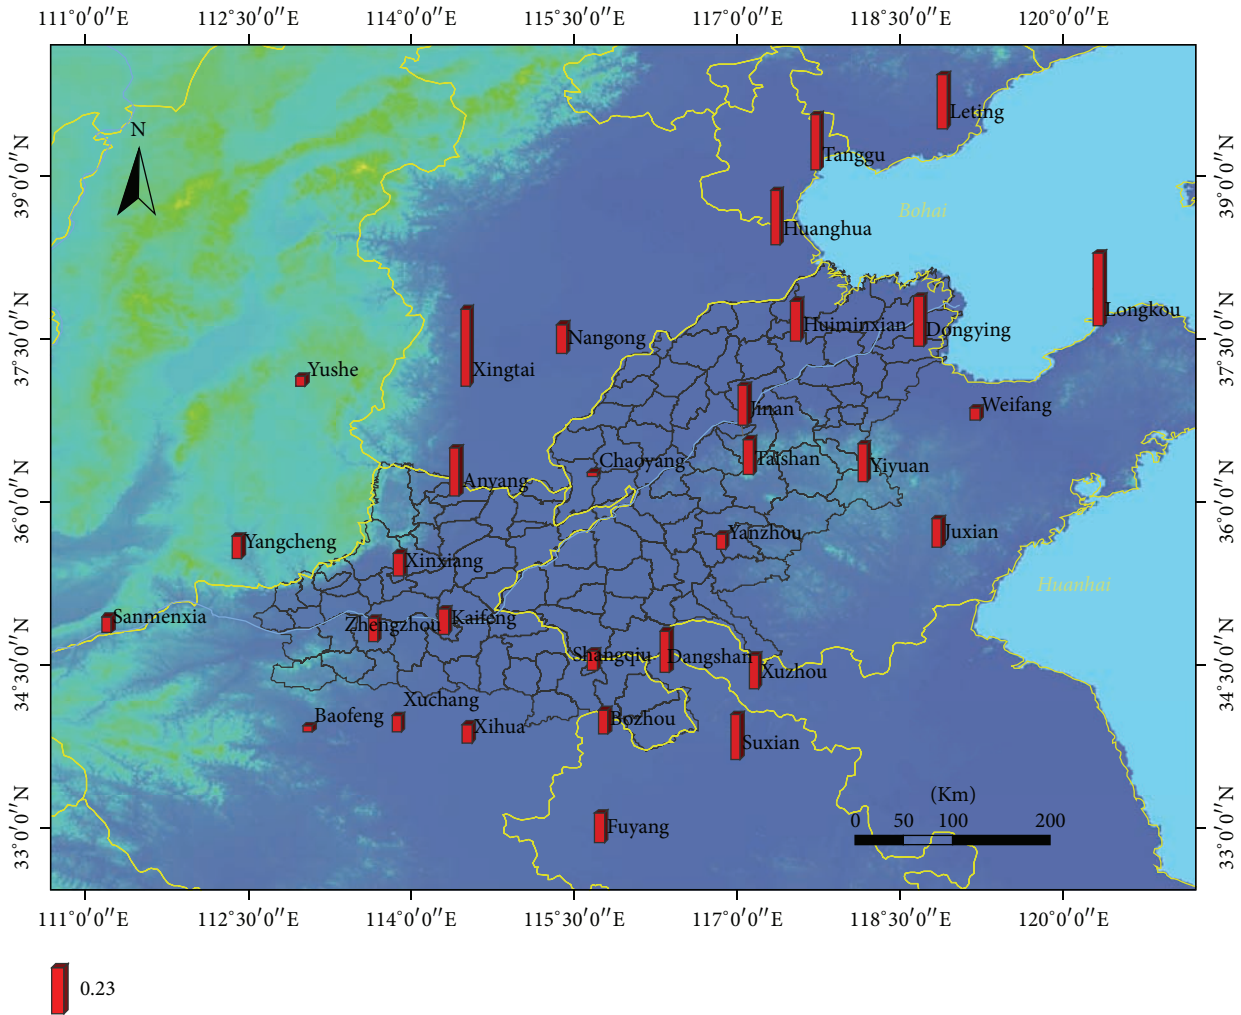 111°0′0″E 112°30′0″E 114°0′0″E 115°30′0″E 117°0′0″E 118°30′0″E 120°0′0″E
N
Leting
Tanggu
39°0′0″N
39°0′0″N
Bohai
Huanghua
Longkou
Huiminxian
Dongying
Nangong
37°30′0″N
37°30′0″N
Yushe
Xingtai
Jinan
Weifang
Chaoyang
Taishan
Yiyuan
Anyang
36°0′0″N
36°0′0″N
Yangcheng
Yanzhou
Juxian
Xinxiang
Huanhai
Sanmenxia
Zhengzhou
Kaifeng
Shangqiu
Dangshan
Xuzhou
34°30′0″N
34°30′0″N
Xuchang
Baofeng
Xihua
Bozhou
Suxian
(Km)
0 50 100 200
Fuyang
33°0′0″N
33°0′0″N
111°0′0″E 112°30′0″E 114°0′0″E 115°30′0″E 117°0′0″E 118°30′0″E 120°0′0″E
0.23